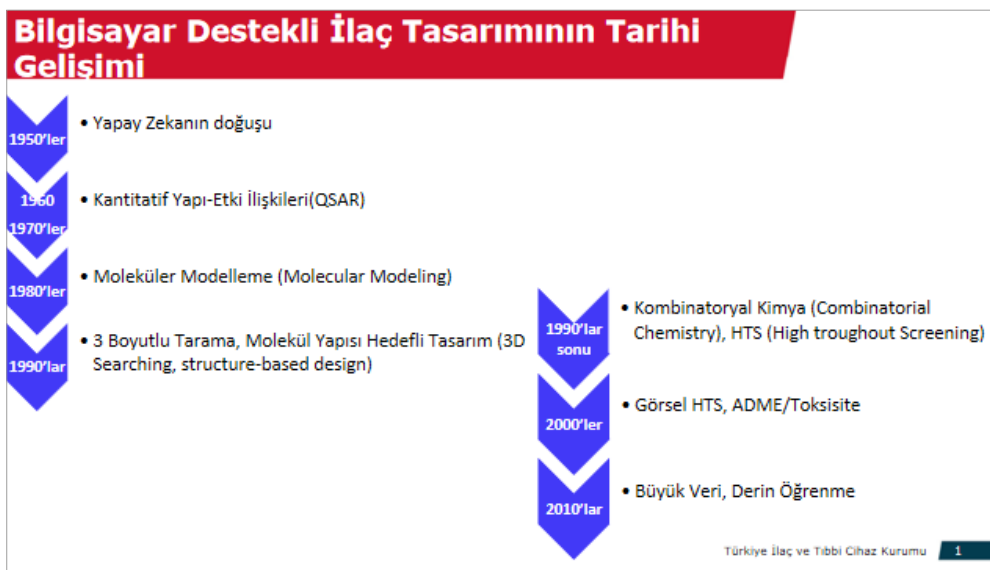 Bilgisayar Destekli İlaç Tasarımının Tarihi
Gelişimi
1950'ler
• Yapay Zekanın doğuşu
1960
1970'ler
• Kantitatif Yapı-Etki İlişkileri(QSAR)
1980'ler
• Moleküler Modelleme (Molecular Modeling)
1990'lar
• 3 Boyutlu Tarama, Molekül Yapısı Hedefli Tasarım (3D
Searching, structure-based design)
1990'lar
sonu
• Kombinatoryal Kimya (Combinatorial
Chemistry), HTS (High troughout Screening)
2000'ler
• Görsel HTS, ADME/Toksisite
2010'lar
• Büyük Veri, Derin Öğrenme
Türkiye İlaç ve Tıbbi Cihaz Kurumu
1